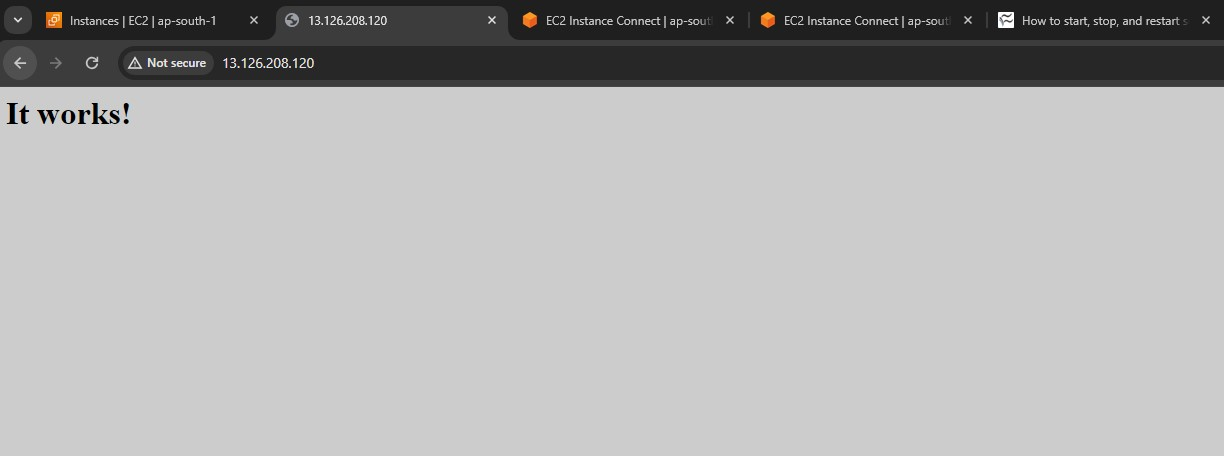 Instances | EC2 | ap-south-1
13.126.208.120
EC2 Instance Connect | ap-sout
EC2 Instance Connect | ap-sout
How to start, stop, and restart s
Not secure
13.126.208.120
It works!